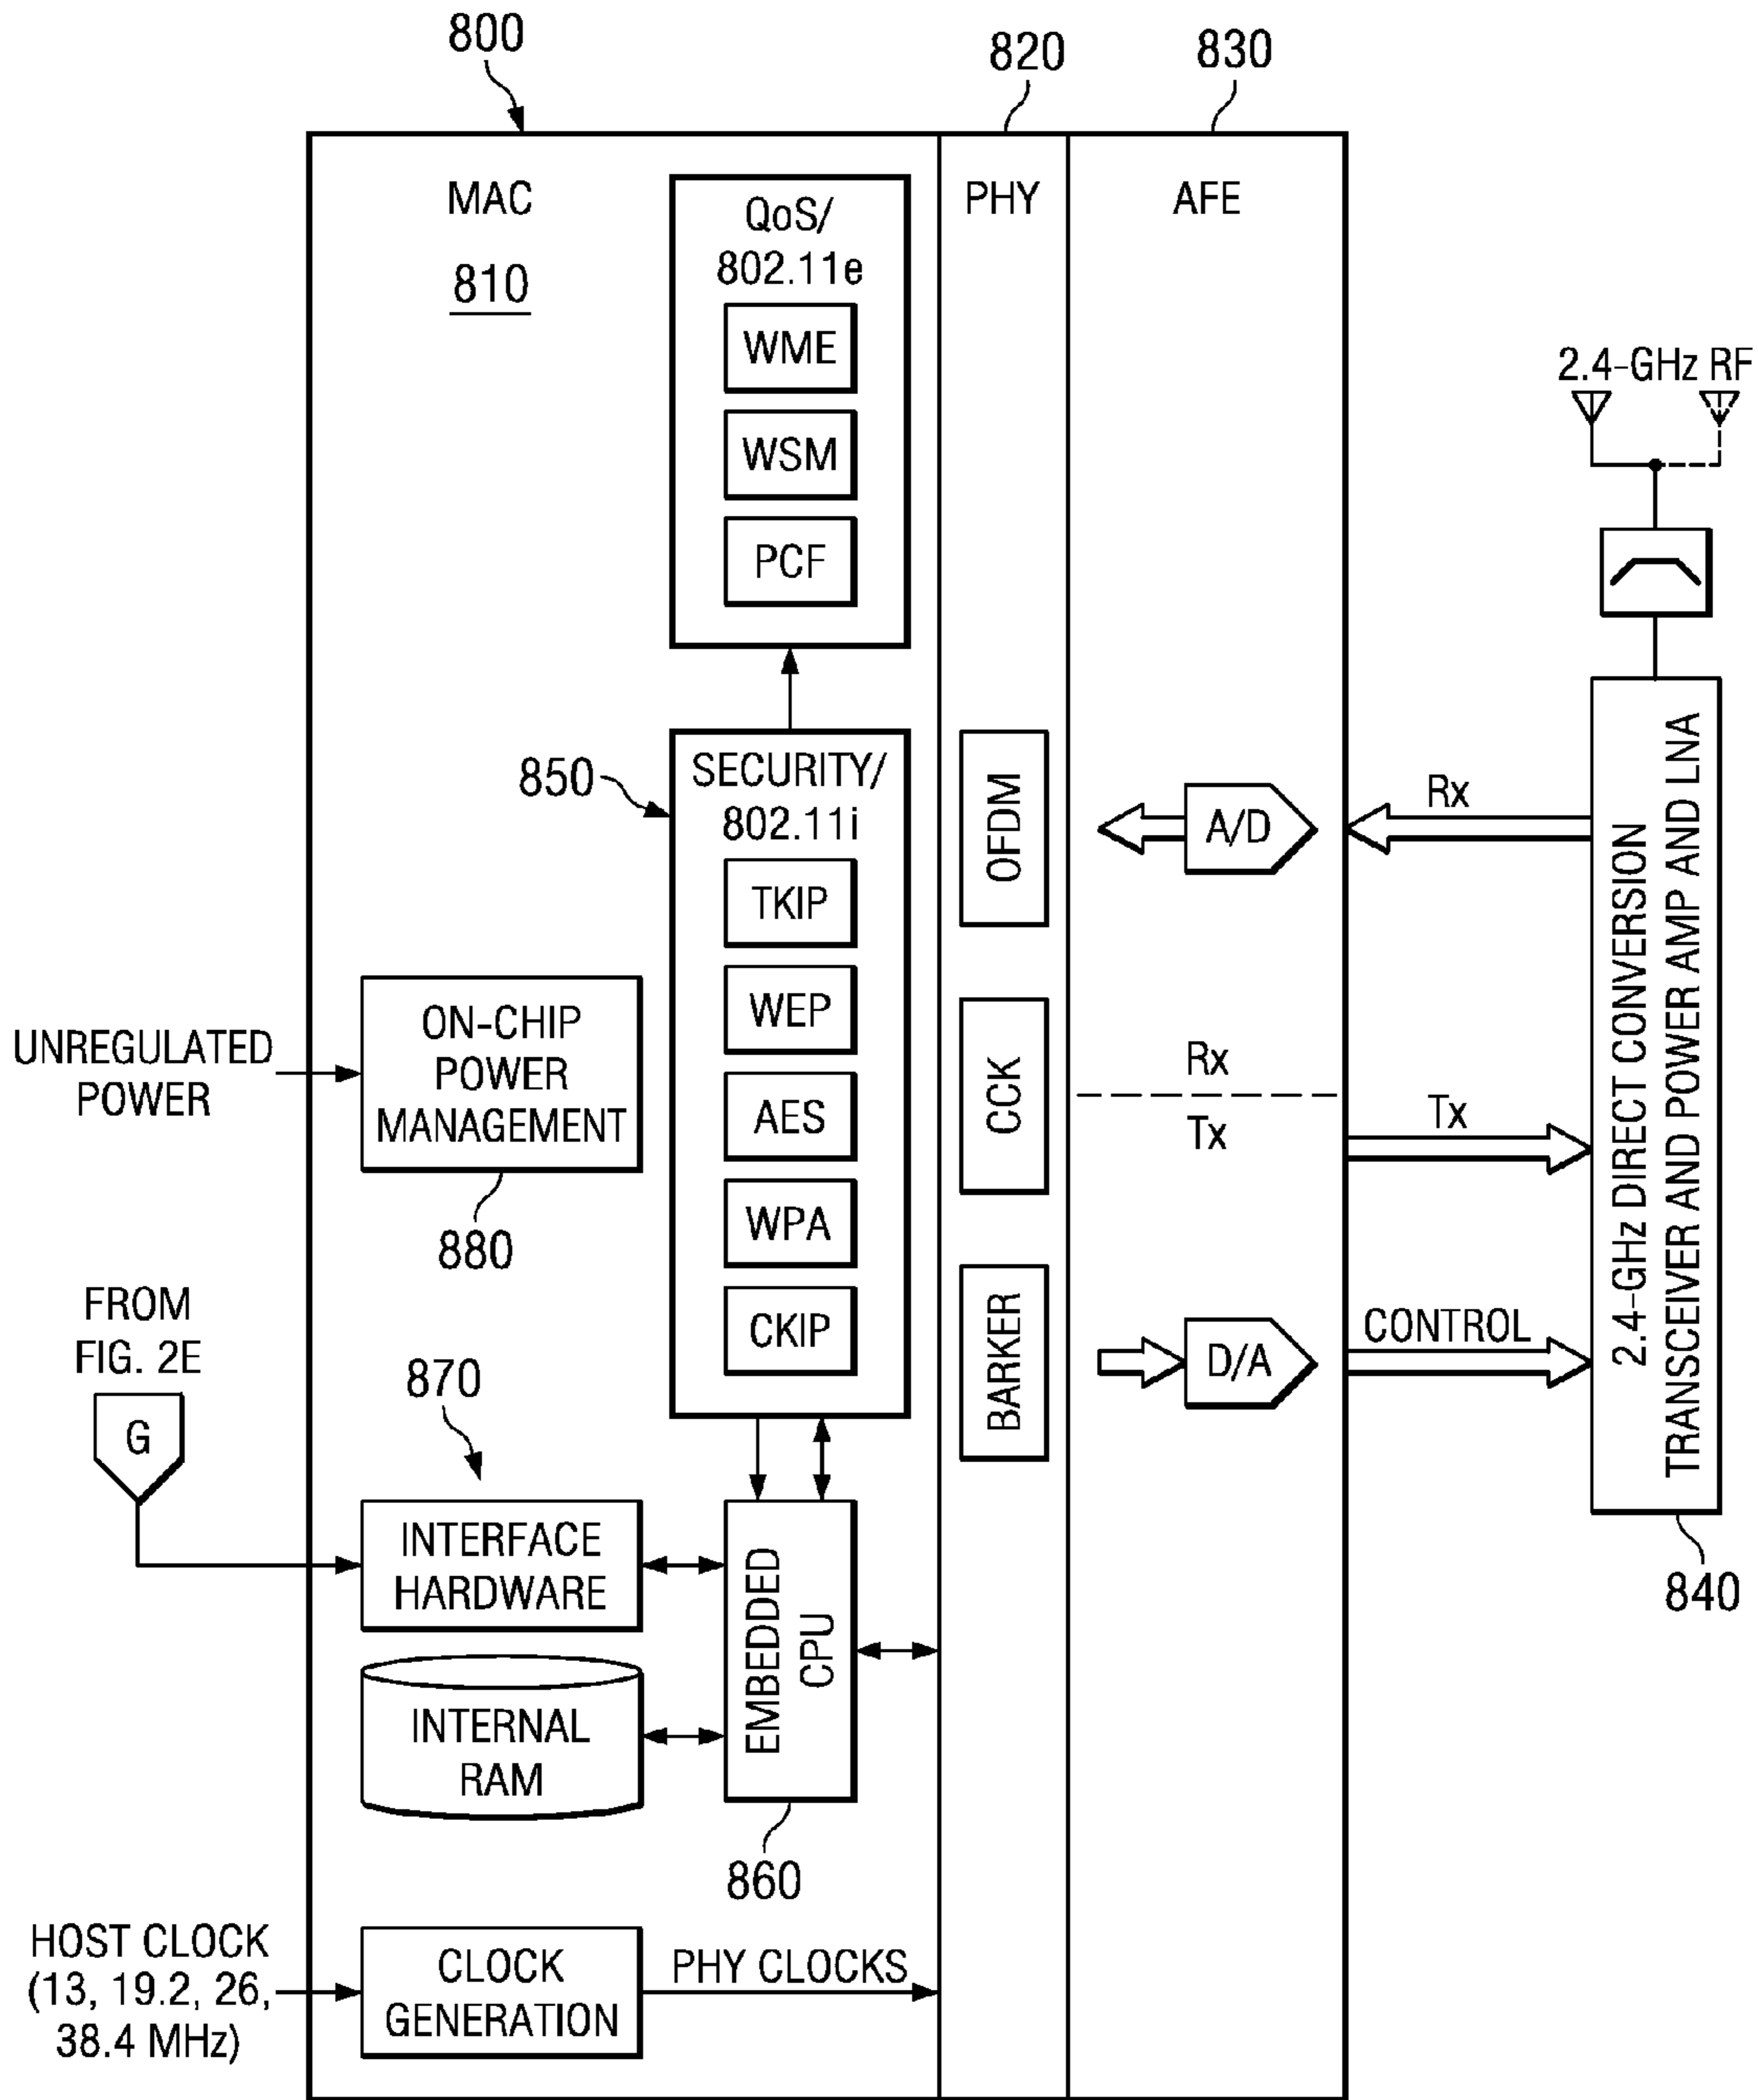 800
820
830
MAC
810
QoS/
802.11e
WME
WSM
PCF
PHY
AFE
2.4-GHz RF
850
SECURITY/
802.11i
TKIP
WEP
AES
WPA
CKIP
OFDM
CCK
BARKER
A/D
Rx
Tx
D/A
Rx
Tx
CONTROL
2.4-GHz DIRECT CONVERSION
TRANSCEIVER AND POWER AMP AND LNA
840
UNREGULATED
POWER
ON-CHIP
POWER
MANAGEMENT
880
FROM
FIG. 2E
G
870
INTERFACE
HARDWARE
INTERNAL
RAM
EMBEDDED
CPU
860
HOST CLOCK
(13, 19.2, 26,
38.4 MHz)
CLOCK
GENERATION
PHY CLOCKS